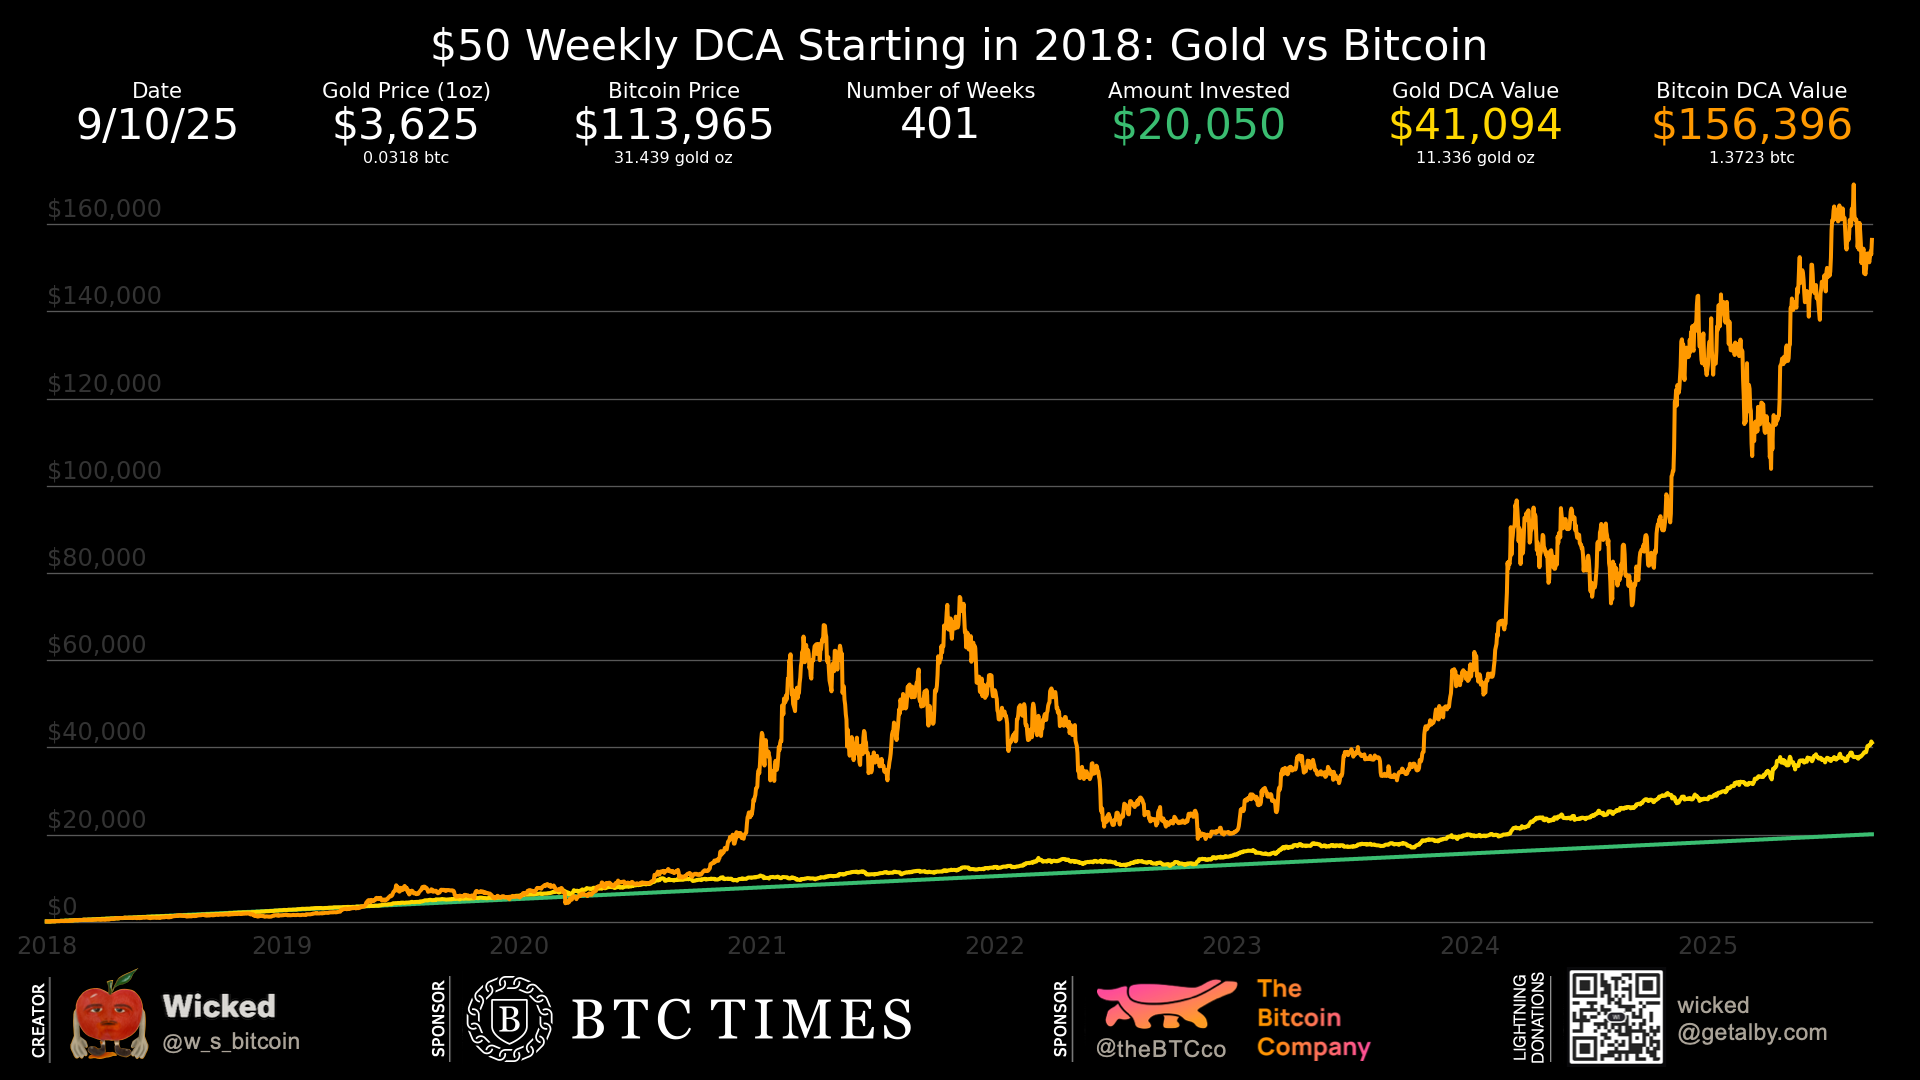 $50 Weekly DCA Starting in 2018: Gold vs Bitcoin
Date
9/10/25
Gold Price (1oz)
$3,625
0.0318 btc
Bitcoin Price
$113,965
31.439 gold oz
Number of Weeks
401
Amount Invested
$20,050
Gold DCA Value
$41,094
11.336 gold oz
Bitcoin DCA Value
$156,396
1.3723 btc
$160,000
$140,000
$120,000
$100,000
$80,000
$60,000
$40,000
$20,000
$0
2018 2019 2020 2021 2022 2023 2024 2025
CREATOR
Wicked
@w_s_bitcoin
SPONSOR
B
BTC TIMES
SPONSOR
@theBTCco
The
Bitcoin
Company
LIGHTNING
DONATIONS
wicked
@getalby.com